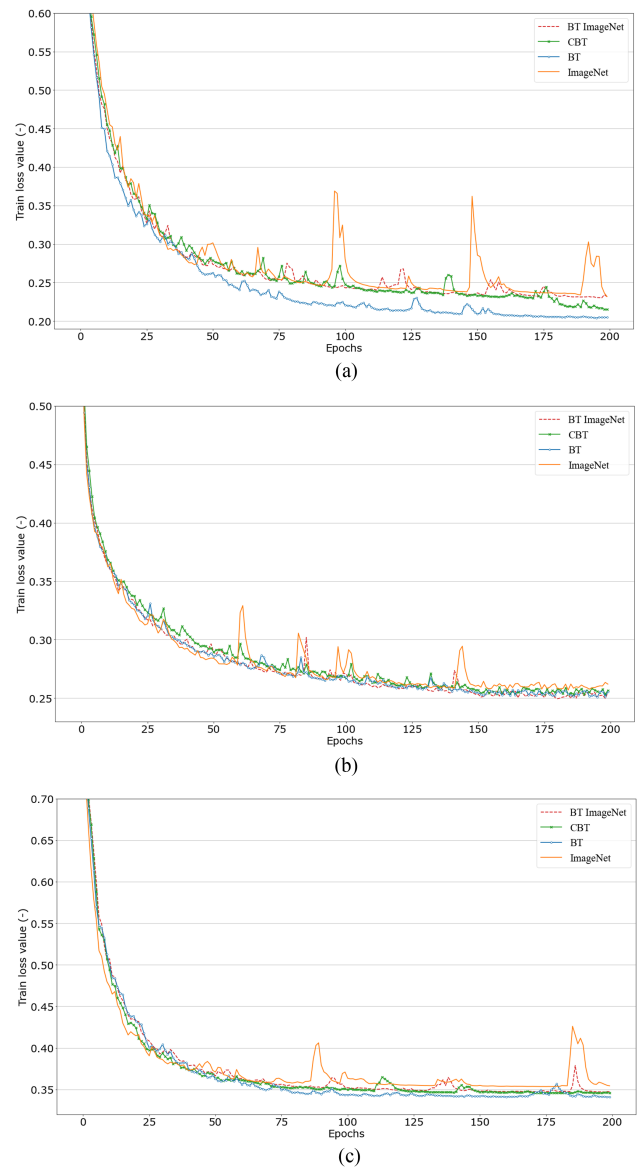 0.60
0.55
0.50
0.45
0.40
0.35
0.30
0.25
0.20
Train loss value (-)
BT ImageNet
CBT
BT
ImageNet
0 25 50 75 100 125 150 175 200
Epochs
(a)
0.50
0.45
0.40
0.35
0.30
0.25
Train loss value (-)
BT ImageNet
CBT
BT
ImageNet
0 25 50 75 100 125 150 175 200
Epochs
(b)
0.70
0.65
0.60
0.55
0.50
0.45
0.40
0.35
Train loss value (-)
BT ImageNet
CBT
BT
ImageNet
0 25 50 75 100 125 150 175 200
Epochs
(c)